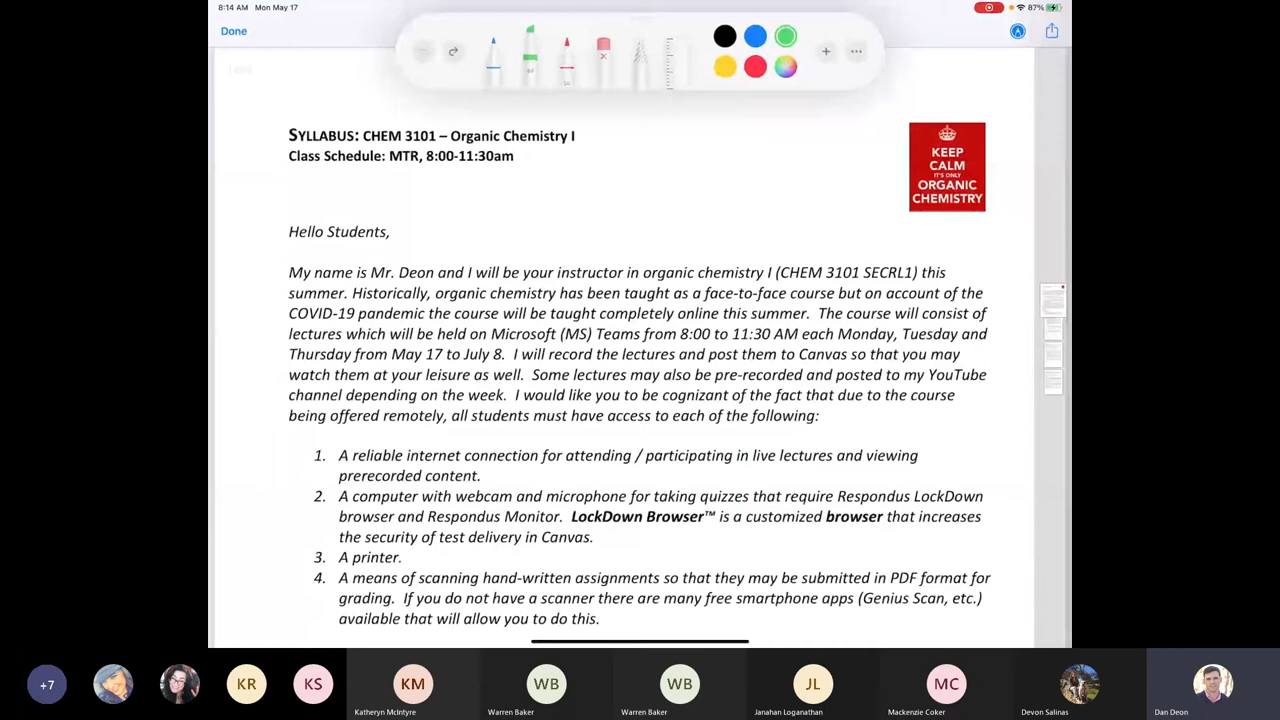 8:14 AM Mon May 17
87%
Done
SYLLABUS: CHEM 3101 – Organic Chemistry I
Class Schedule: MTR, 8:00-11:30am
KEEP
CALM
IT'S ONLY
ORGANIC
CHEMISTRY
Hello Students,
My name is Mr. Deon and I will be your instructor in organic chemistry I (CHEM 3101 SECRL1) this
summer. Historically, organic chemistry has been taught as a face-to-face course but on account of the
COVID-19 pandemic the course will be taught completely online this summer. The course will consist of
lectures which will be held on Microsoft (MS) Teams from 8:00 to 11:30 AM each Monday, Tuesday and
Thursday from May 17 to July 8. I will record the lectures and post them to Canvas so that you may
watch them at your leisure as well. Some lectures may also be pre-recorded and posted to my YouTube
channel depending on the week. I would like you to be cognizant of the fact that due to the course
being offered remotely, all students must have access to each of the following:
1. A reliable internet connection for attending / participating in live lectures and viewing
prerecorded content.
2. A computer with webcam and microphone for taking quizzes that require Respondus LockDown
browser and Respondus Monitor. LockDown Browser™ is a customized browser that increases
the security of test delivery in Canvas.
3. A printer.
4. A means of scanning hand-written assignments so that they may be submitted in PDF format for
grading. If you do not have a scanner there are many free smartphone apps (Genius Scan, etc.)
available that will allow you to do this.
+7
KR
KS
KM
WB
WB
JL
MC
Katheryn McIntyre
Warren Baker
Warren Baker
Janahan Loganathan
Mackenzie Coker
Devon Salinas
Dan Deon